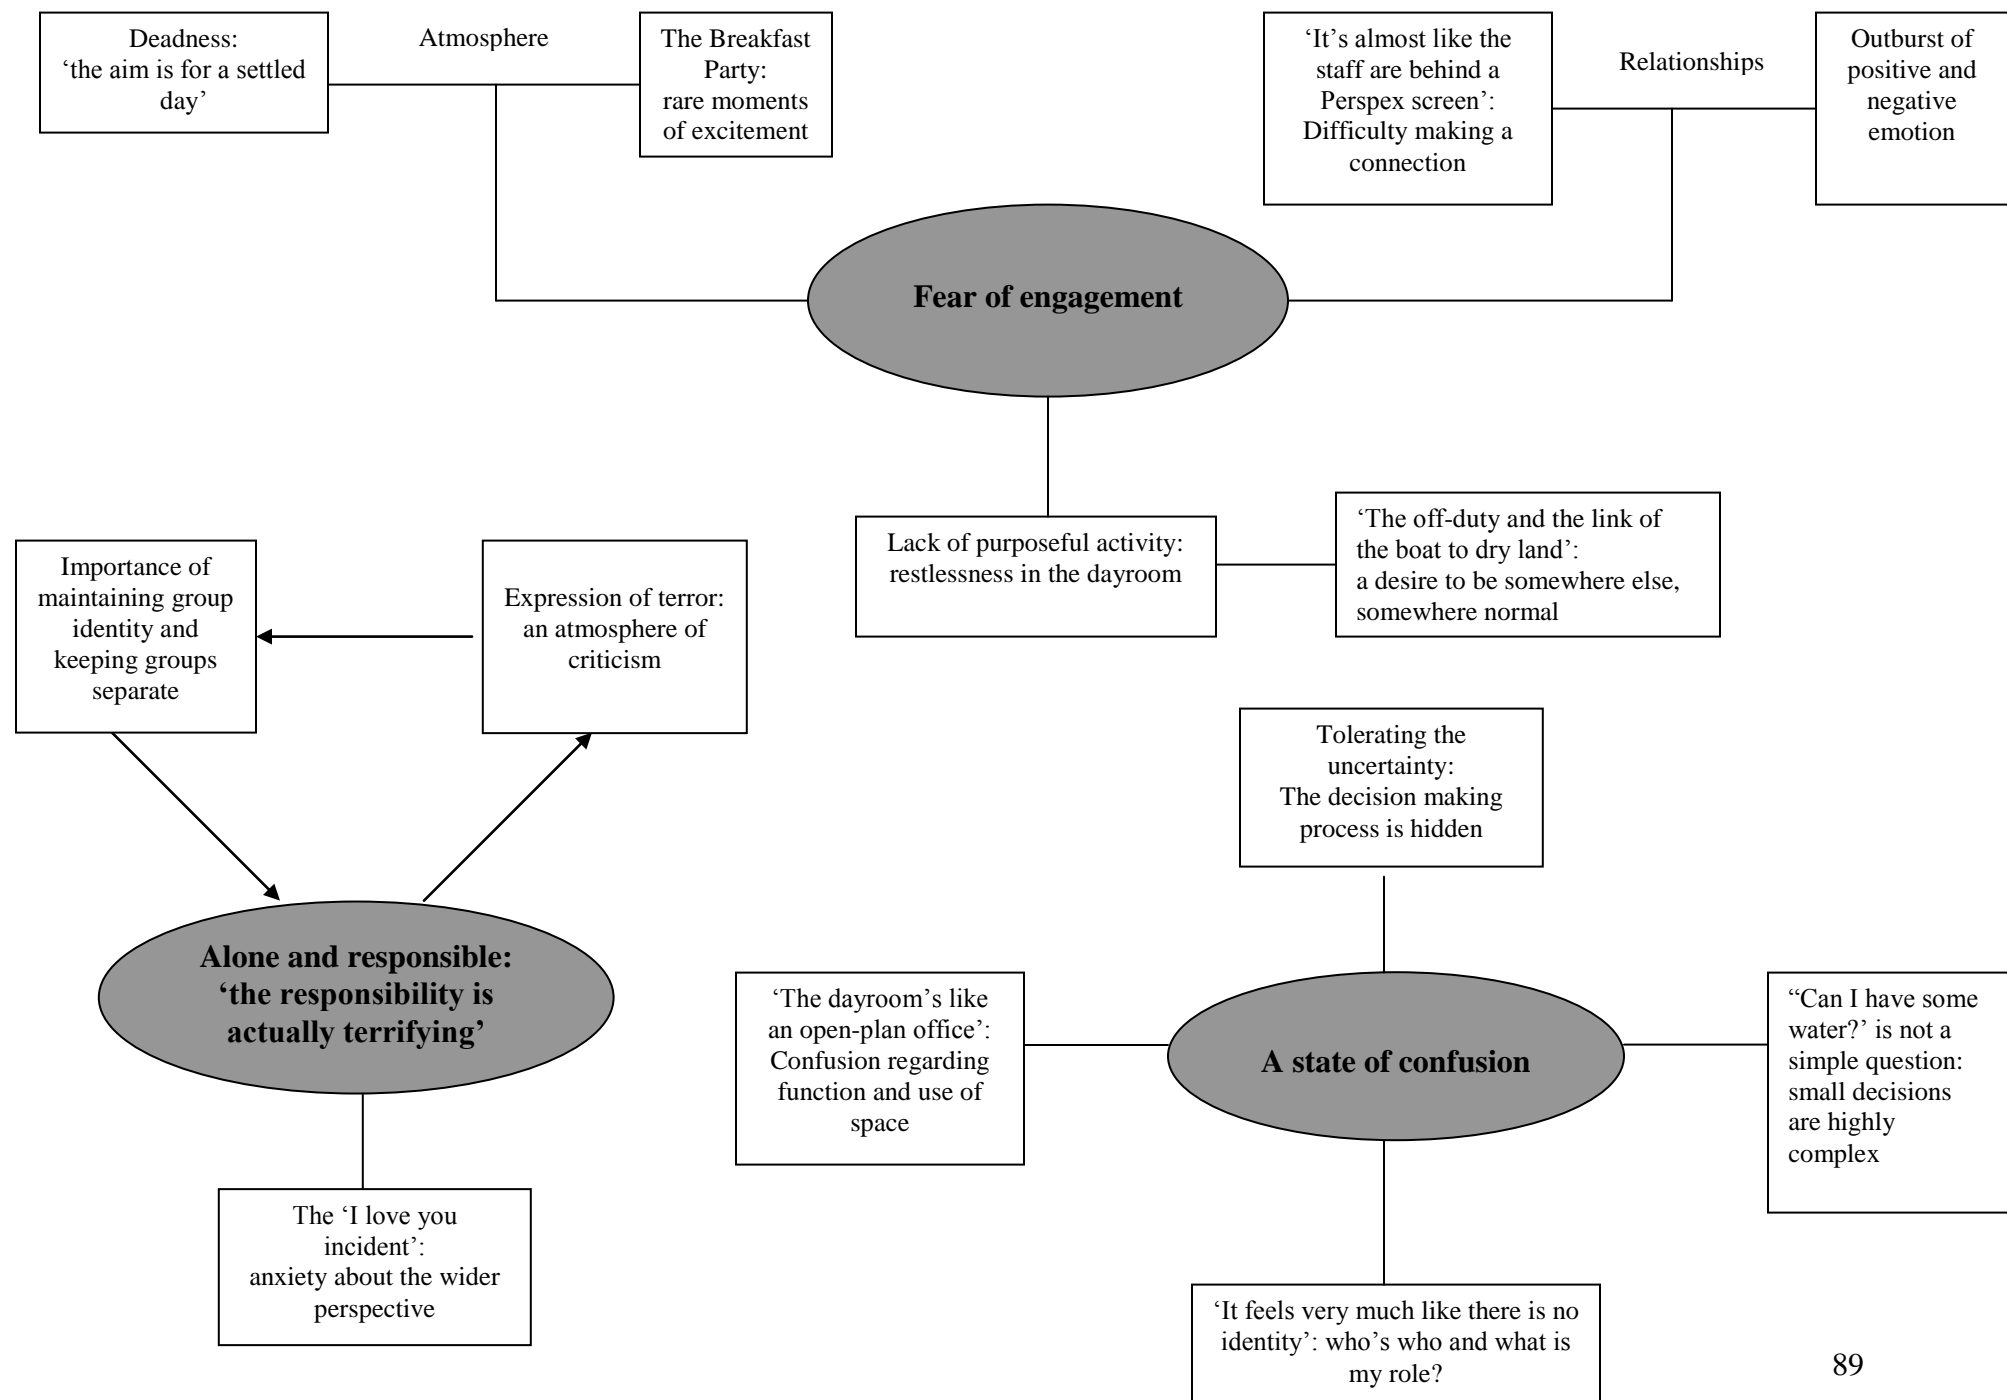 Deadness:
‘the aim is for a settled
day’
Atmosphere
The Breakfast
Party:
rare moments
of excitement
‘It’s almost like the
staff are behind a
Perspex screen’:
Difficulty making a
connection
Relationships
Outburst of
positive and
negative
emotion
Fear of engagement
Lack of purposeful activity:
restlessness in the dayroom
‘The off-duty and the link of
the boat to dry land’:
a desire to be somewhere else,
somewhere normal
Importance of
maintaining group
identity and
keeping groups
separate
Expression of terror:
an atmosphere of
criticism
Alone and responsible:
‘the responsibility is
actually terrifying’
The ‘I love you
incident’:
anxiety about the wider
perspective
Tolerating the
uncertainty:
The decision making
process is hidden
‘The dayroom’s like
an open-plan office’:
Confusion regarding
function and use of
space
A state of confusion
“Can I have some
water?’ is not a
simple question:
small decisions
are highly
complex
‘It feels very much like there is no
identity’: who’s who and what is
my role?
89